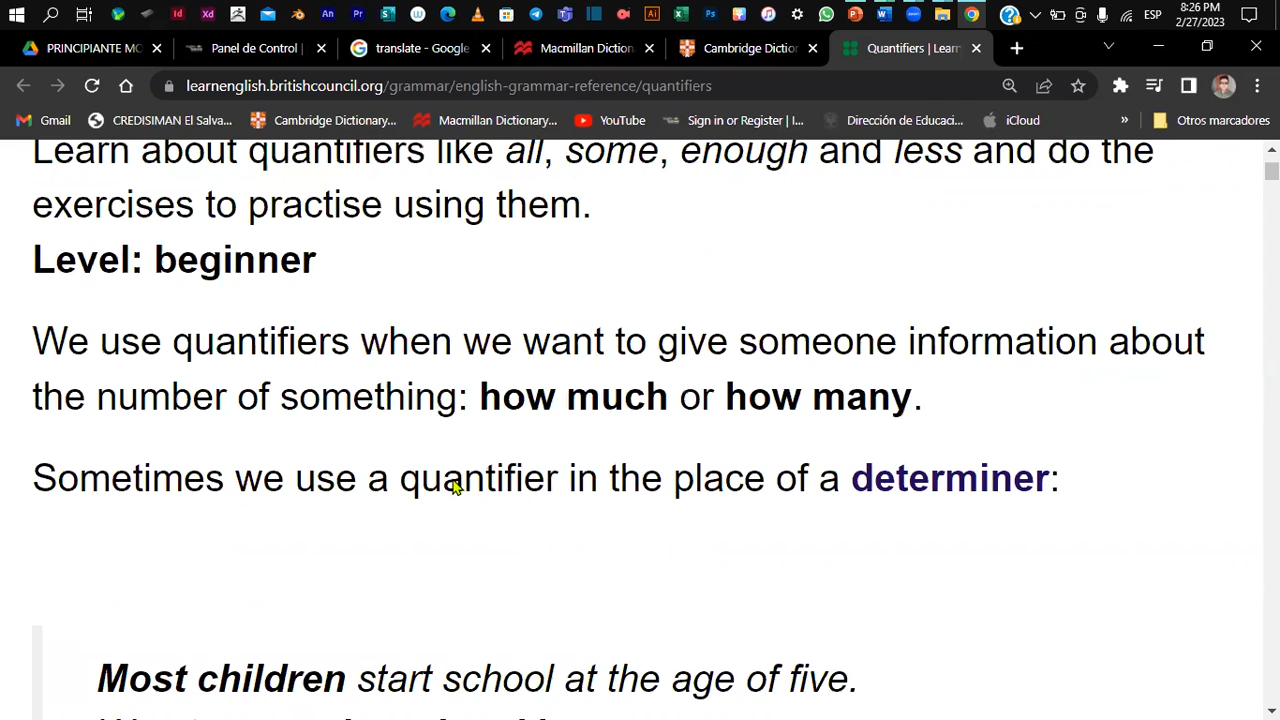 ESP
8:26 PM
2/27/2023
PRINCIPIANTE MO
Panel de Control |
translate - Google
Macmillan Diction
Cambridge Dictio
Quantifiers | Learn
learnenglish.britishcouncil.org/grammar/english-grammar-reference/quantifiers
Gmail
CREDISIMAN El Salva...
Cambridge Dictionary...
Macmillan Dictionary...
YouTube
Sign in or Register | I...
Dirección de Educaci...
iCloud
»
Otros marcadores
Learn about quantifiers like all, some, enough and less and do the
exercises to practise using them.
Level: beginner
We use quantifiers when we want to give someone information about
the number of something: how much or how many.
Sometimes we use a quantifier in the place of a determiner:
Most children start school at the age of five.